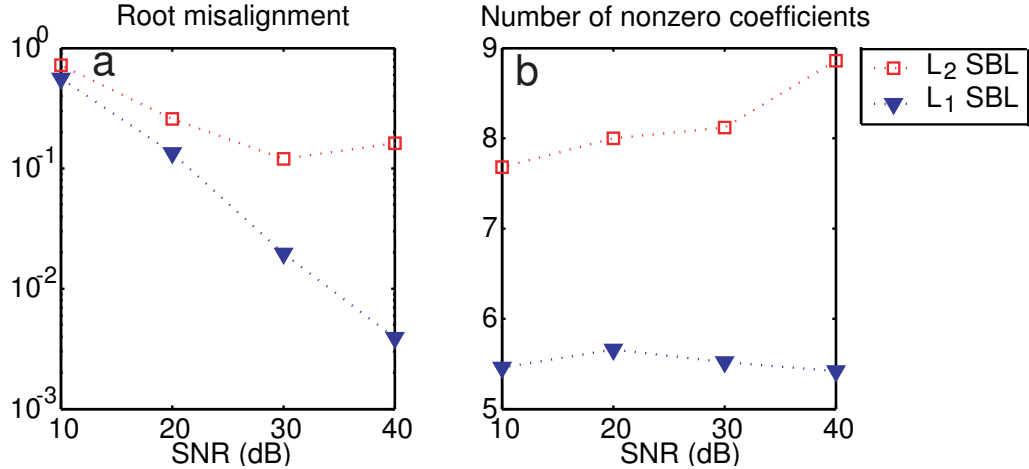 Root misalignment
a
10^0
10^-1
10^-2
10^-3
10 20 30 40
SNR (dB)
Number of nonzero coefficients
b
9
8
7
6
5
10 20 30 40
SNR (dB)
L2 SBL
L1 SBL